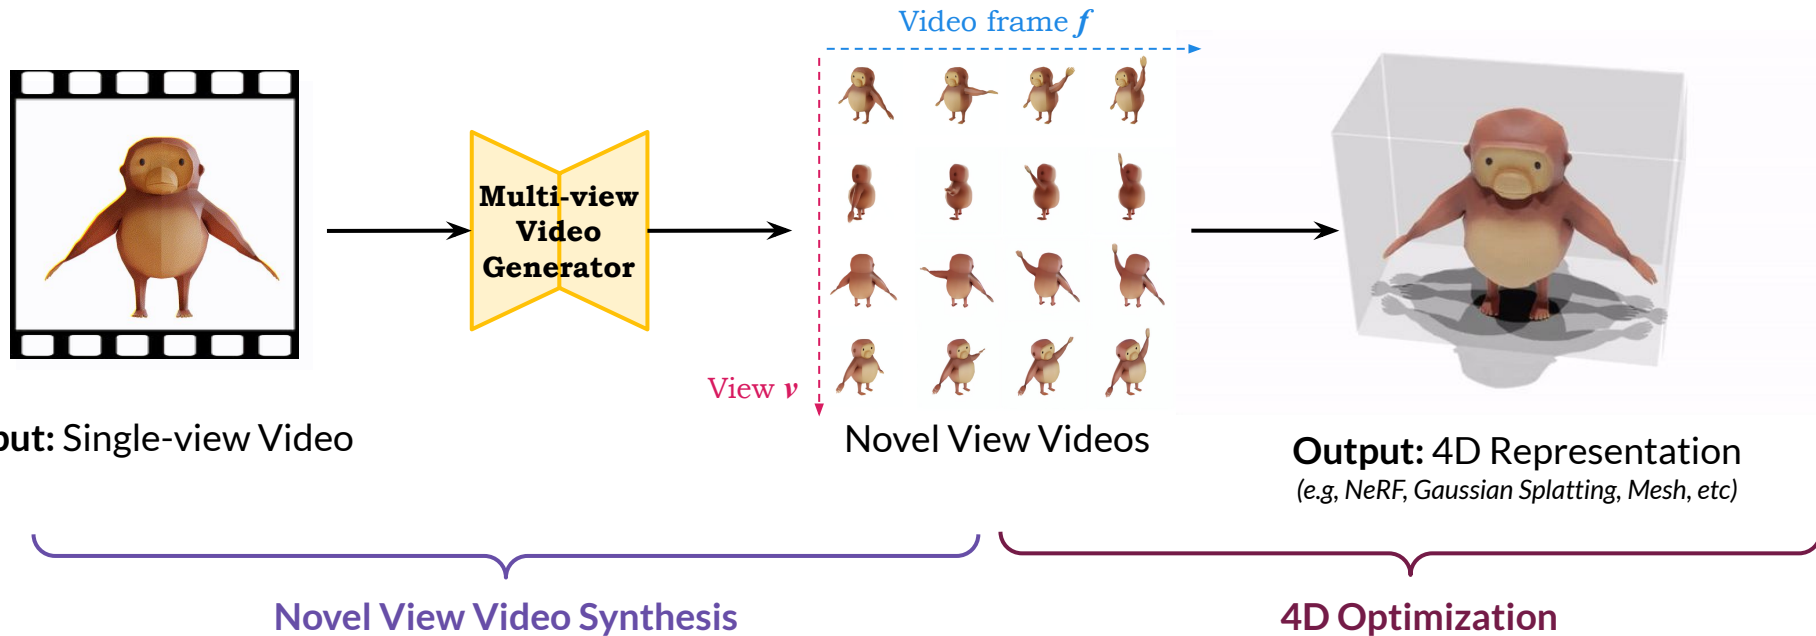 Video frame f
Multi-view
Video
Generator
View v
put: Single-view Video
Novel View Videos
Output: 4D Representation
(e.g, NeRF, Gaussian Splatting, Mesh, etc)
Novel View Video Synthesis
4D Optimization